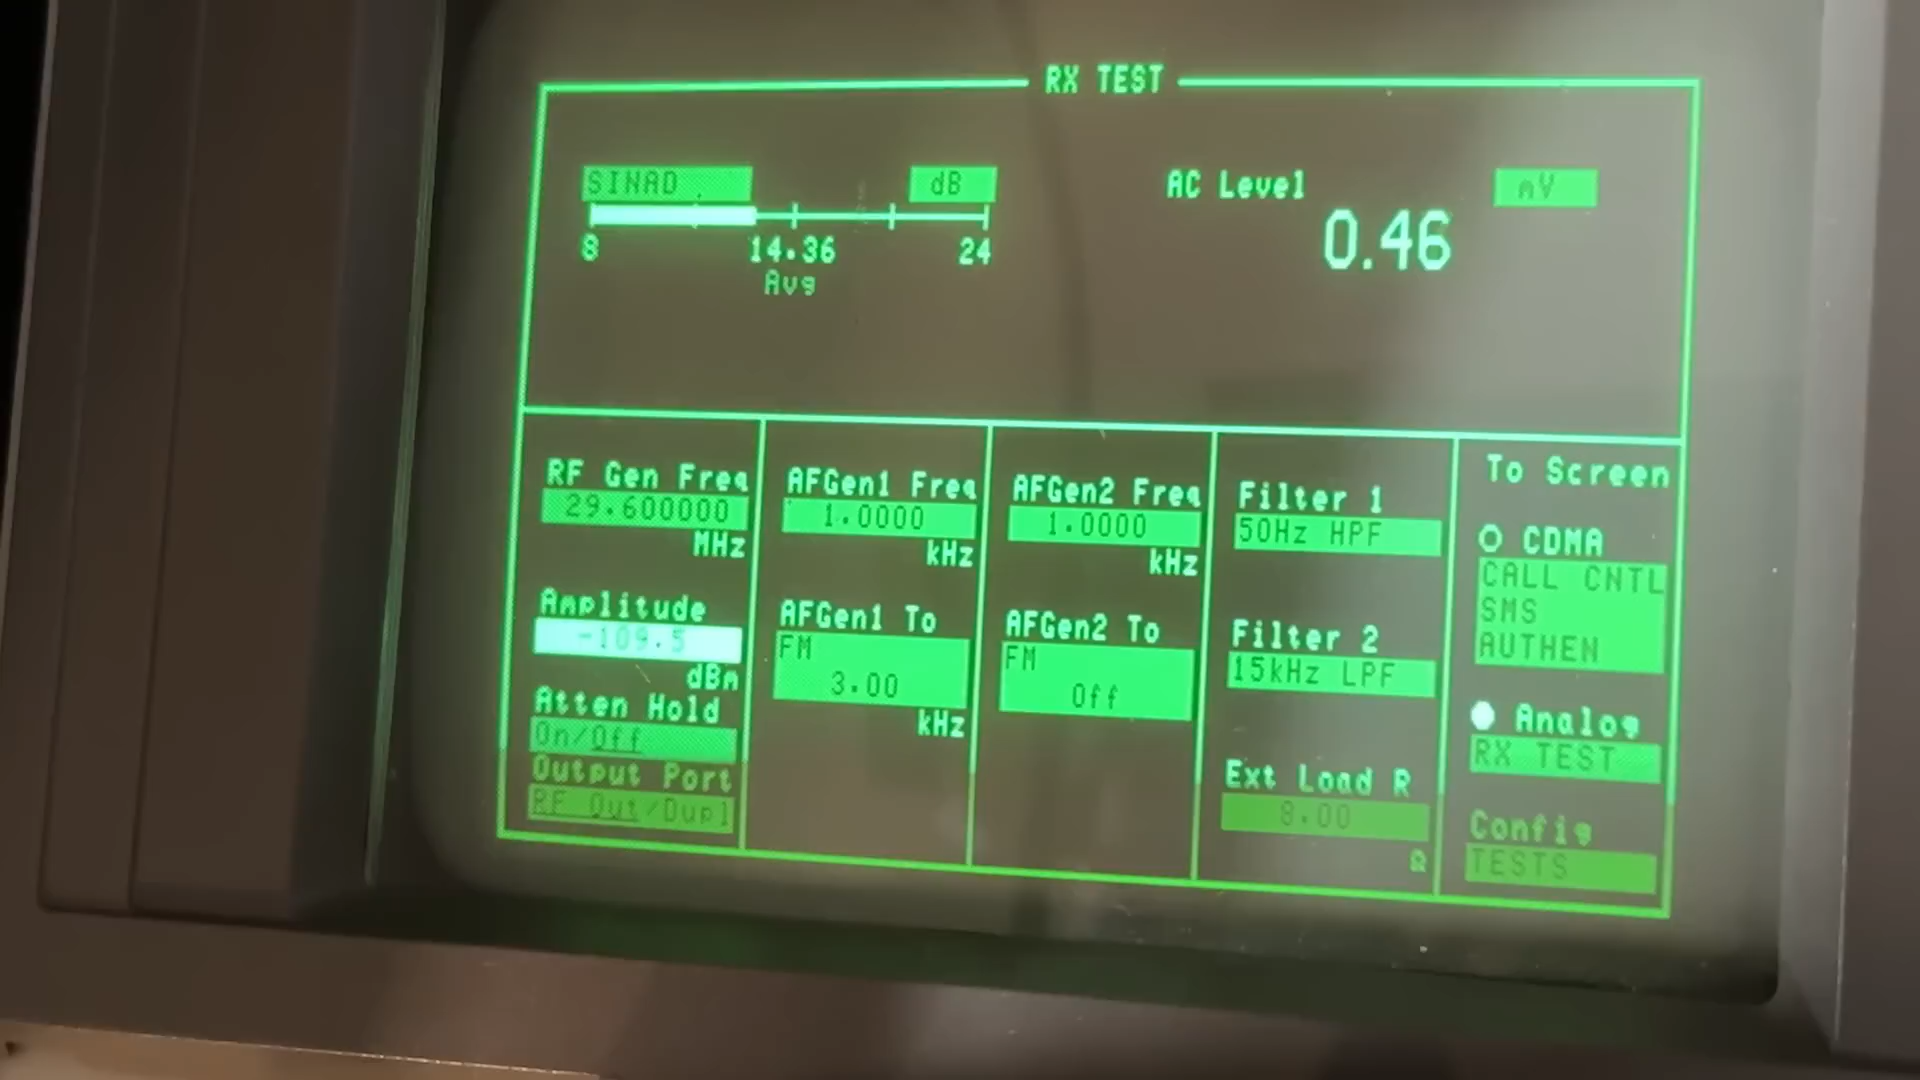 RX TEST
SINAD
dB
8
14.36
24
Avg
AC Level
mV
0.46
RF Gen Freq
29.600000
MHz
Amplitude
-109.5
dBm
Atten Hold
On/Off
Output Port
RF Out/Dupl
AFGen1 Freq
1.0000
kHz
AFGen1 To
FM
3.00
kHz
AFGen2 Freq
1.0000
kHz
AFGen2 To
FM
Off
Filter 1
50Hz HPF
Filter 2
15kHz LPF
Ext Load R
8.00
Ω
To Screen
CDMA
CALL CNTL
SMS
AUTHEN
Analog
RX TEST
Config
TESTS